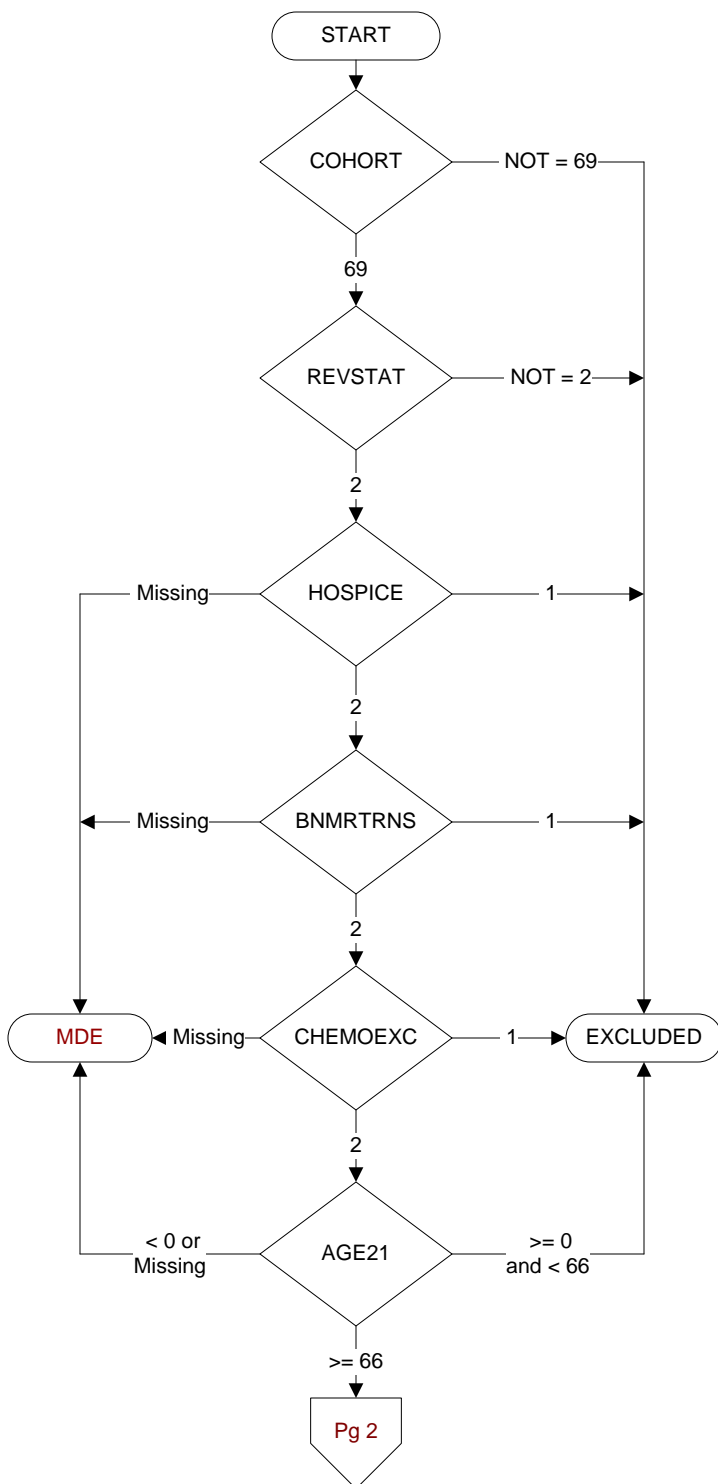 START
COHORT
NOT = 69
69
REVSTAT
NOT = 2
2
Missing
HOSPICE
1
2
Missing
BNMRTRNS
1
2
MDE
Missing
CHEMOEXC
1
EXCLUDED
2
< 0 or
Missing
AGE21
>= 0
and < 66
>= 66
Pg 2